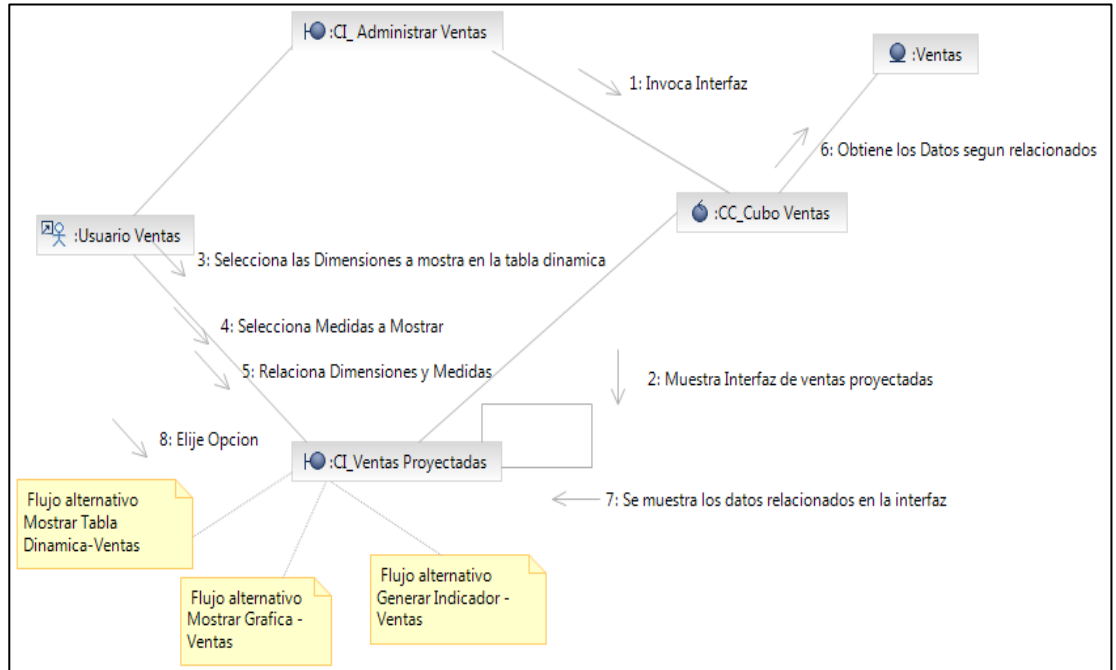 :CI_ Administrar Ventas
:Ventas
1: Invoca Interfaz
6: Obtiene los Datos segun relacionados
:CC_Cubo Ventas
:Usuario Ventas
3: Selecciona las Dimensiones a mostra en la tabla dinamica
4: Selecciona Medidas a Mostrar
5: Relaciona Dimensiones y Medidas
2: Muestra Interfaz de ventas proyectadas
8: Elije Opcion
:CI_Ventas Proyectadas
7: Se muestra los datos relacionados en la interfaz
Flujo alternativo
Mostrar Tabla
Dinamica-Ventas
Flujo alternativo
Mostrar Grafica -
Ventas
Flujo alternativo
Generar Indicador -
Ventas